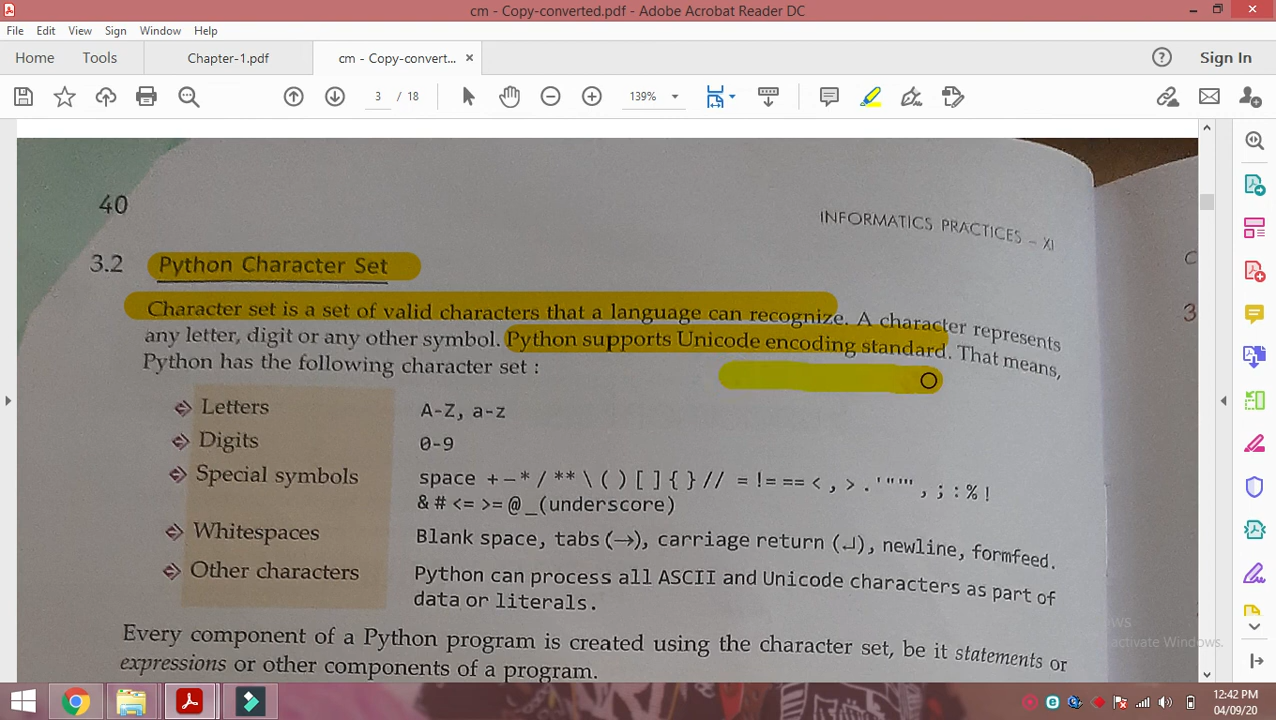 cm - Copy-converted.pdf - Adobe Acrobat Reader DC
File Edit View Sign Window Help
Home Tools Chapter-1.pdf cm - Copy-convert... ×
Sign In
3 / 18 139%
40
INFORMATICS PRACTICES – XI
3.2 Python Character Set
Character set is a set of valid characters that a language can recognize. A character represents
any letter, digit or any other symbol. Python supports Unicode encoding standard. That means,
Python has the following character set :
Letters A-Z, a-z
Digits 0-9
Special symbols space + – * / ** \ ( ) [ ] { } // = != == < , > . ' " ''' , ; : % !
& # <= >= @ _ (underscore)
Whitespaces Blank space, tabs (→), carriage return (↵), newline, formfeed.
Other characters Python can process all ASCII and Unicode characters as part of
data or literals.
Every component of a Python program is created using the character set, be it statements or
expressions or other components of a program.
C
3
activate Windows.
12:42 PM
04/09/20